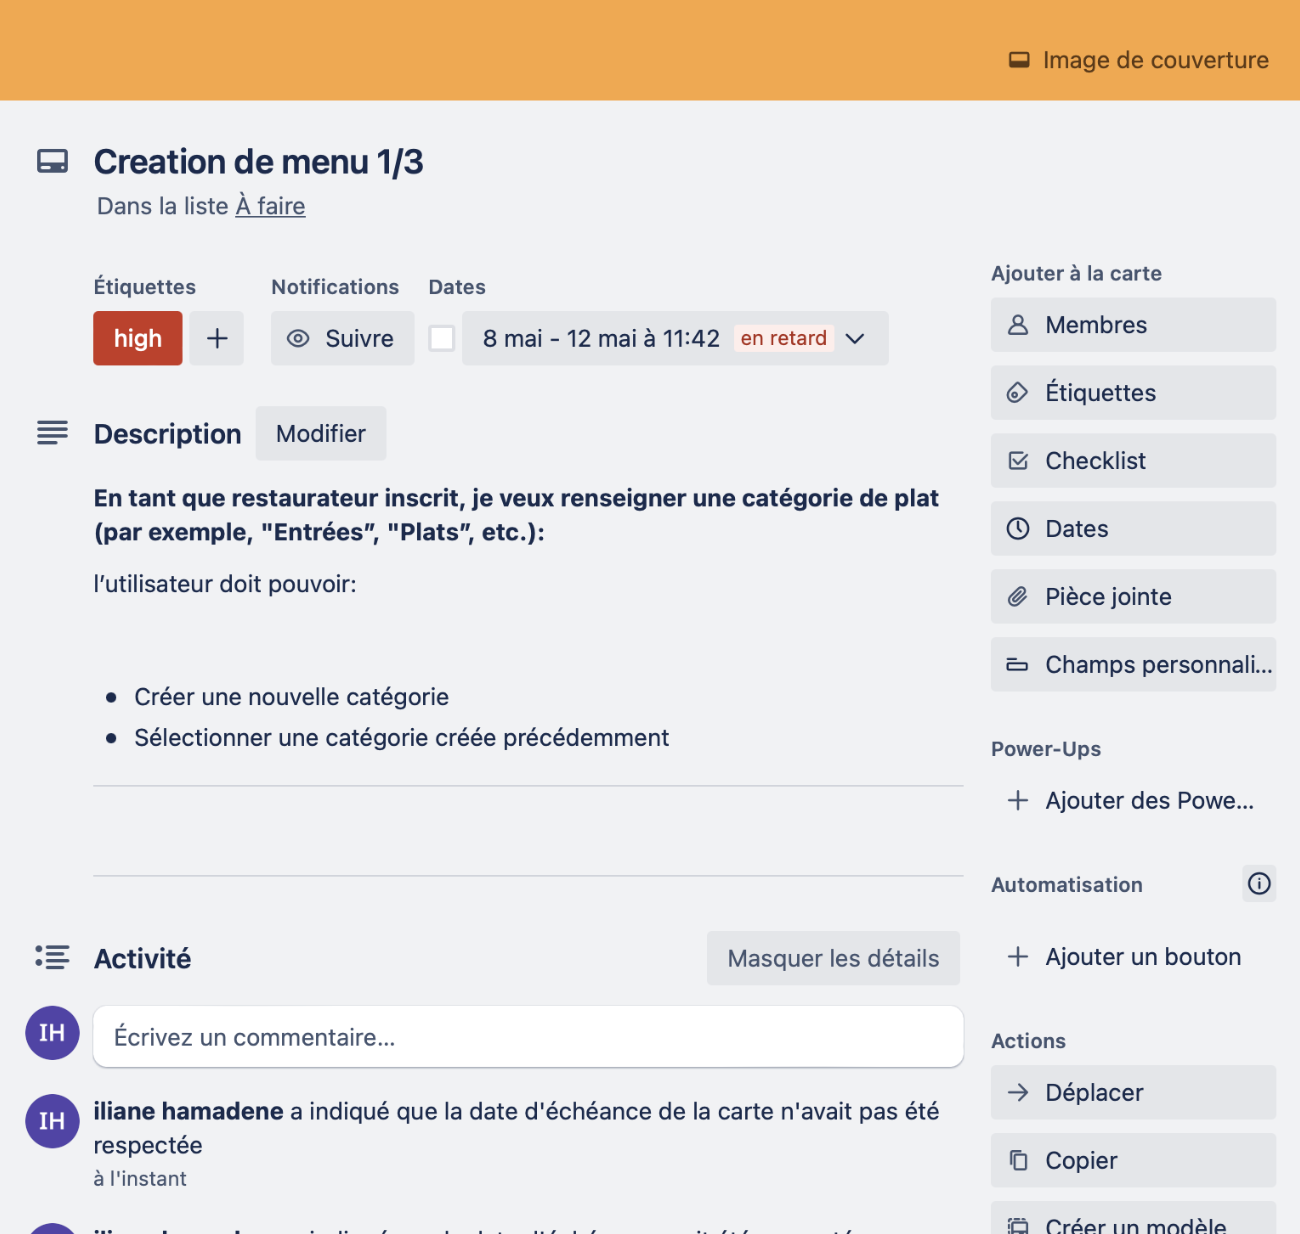 Image de couverture
Creation de menu 1/3
Dans la liste À faire
Étiquettes
Notifications
Dates
high
Suivre
8 mai - 12 mai à 11:42 en retard
Description
Modifier
En tant que restaurateur inscrit, je veux renseigner une catégorie de plat
(par exemple, "Entrées”, "Plats”, etc.):
l’utilisateur doit pouvoir:
• Créer une nouvelle catégorie
• Sélectionner une catégorie créée précédemment
Activité
Masquer les détails
IH
Écrivez un commentaire...
IH
iliane hamadene a indiqué que la date d'échéance de la carte n'avait pas été
respectée
à l'instant
Ajouter à la carte
Membres
Étiquettes
Checklist
Dates
Pièce jointe
Champs personnali...
Power-Ups
Ajouter des Powe...
Automatisation
Ajouter un bouton
Actions
Déplacer
Copier
Créer un modèle